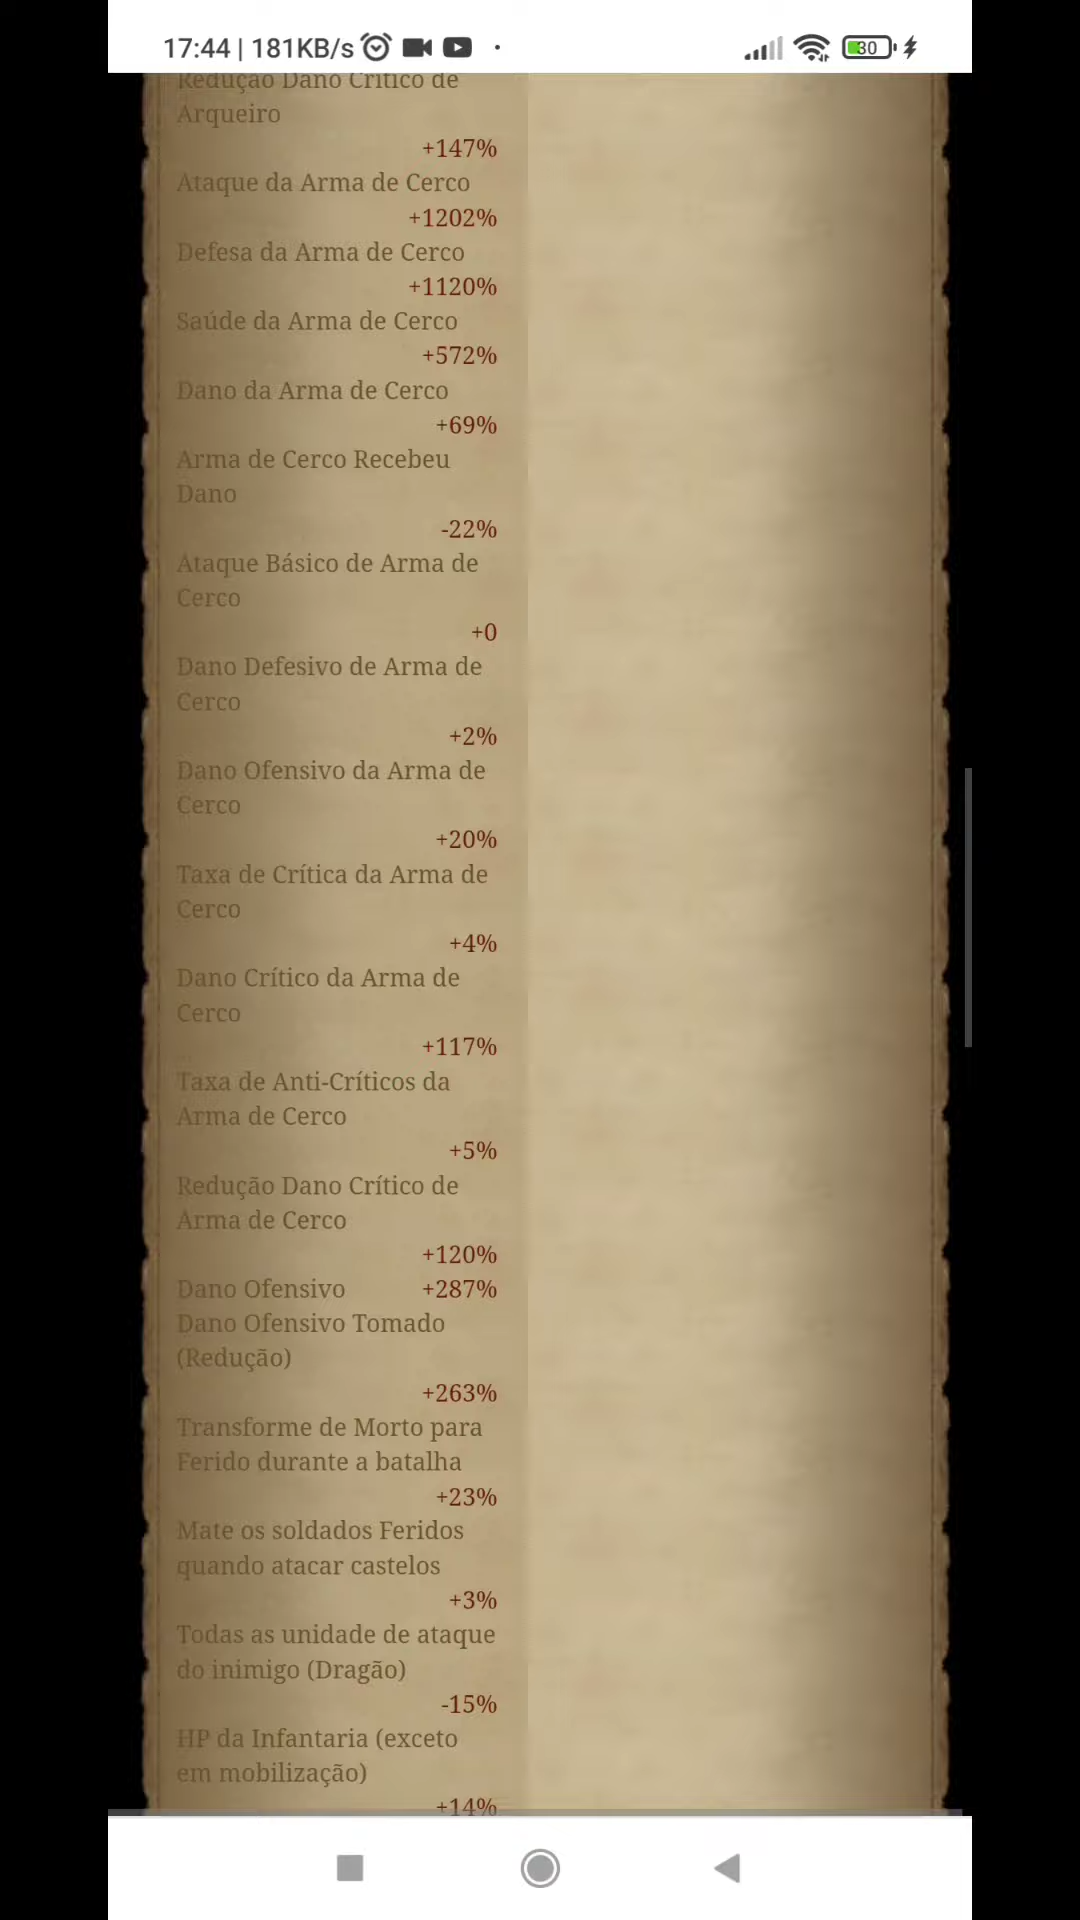 17:44 | 181KB/s
30
Redução Dano Crítico de
Arqueiro
+147%
Ataque da Arma de Cerco
+1202%
Defesa da Arma de Cerco
+1120%
Saúde da Arma de Cerco
+572%
Dano da Arma de Cerco
+69%
Arma de Cerco Recebeu
Dano
-22%
Ataque Básico de Arma de
Cerco
+0
Dano Defesivo de Arma de
Cerco
+2%
Dano Ofensivo da Arma de
Cerco
+20%
Taxa de Crítica da Arma de
Cerco
+4%
Dano Crítico da Arma de
Cerco
+117%
Taxa de Anti-Críticos da
Arma de Cerco
+5%
Redução Dano Crítico de
Arma de Cerco
+120%
Dano Ofensivo +287%
Dano Ofensivo Tomado
(Redução)
+263%
Transforme de Morto para
Ferido durante a batalha
+23%
Mate os soldados Feridos
quando atacar castelos
+3%
Todas as unidade de ataque
do inimigo (Dragão)
-15%
HP da Infantaria (exceto
em mobilização)
+14%